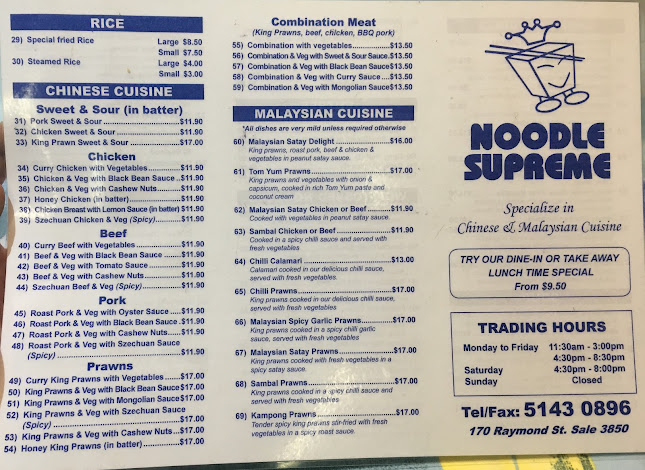 RICE
29) Special fried Rice Large $8.50
Small $7.50
30) Steamed Rice Large $4.00
Small $3.00
CHINESE CUISINE
Sweet & Sour (in batter)
31) Pork Sweet & Sour $11.90
32) Chicken Sweet & Sour $11.90
33) King Prawn Sweet & Sour $17.00
Chicken
34) Curry Chicken with Vegetables $11.90
35) Chicken & Veg with Black Bean Sauce $11.90
36) Chicken & Veg with Cashew Nuts $11.90
37) Honey Chicken (in batter) $11.90
38) Chicken Breast with Lemon Sauce (in batter) $11.90
39) Szechuan Chicken & Veg (Spicy) $11.90
Beef
40) Curry Beef with Vegetables $11.90
41) Beef & Veg with Black Bean Sauce $11.90
42) Beef & Veg with Tomato Sauce $11.90
43) Beef & Veg with Cashew Nuts $11.90
44) Szechuan Beef & Veg (Spicy) $11.90
Pork
45) Roast Pork & Veg with Oyster Sauce $11.90
46) Roast Pork & Veg with Black Bean Sauce $11.90
47) Roast Pork & Veg with Cashew Nuts $11.90
48) Roast Pork & Veg with Szechuan Sauce
(Spicy) $11.90
Prawns
49) Curry King Prawns with Vegetables $17.00
50) King Prawns & Veg with Black Bean Sauce $17.00
51) King Prawns & Veg with Mongolian Sauce $17.00
52) King Prawns & Veg with Szechuan Sauce
(Spicy) $17.00
53) King Prawns & Veg with Cashew Nuts $17.00
54) Honey King Prawns (in batter) $17.00
Combination Meat
(King Prawns, beef, chicken, BBQ pork)
55) Combination with vegetables $13.50
56) Combination & Veg with Sweet & Sour Sauce $13.50
57) Combination & Veg with Black Bean Sauce $13.50
58) Combination & Veg with Curry Sauce $13.50
59) Combination & Veg with Mongolian Sauce $13.50
MALAYSIAN CUISINE
*All dishes are very mild unless required otherwise
60) Malaysian Satay Delight $16.00
King prawns, roast pork, beef & chicken &
vegetables in peanut satay sauce.
61) Tom Yum Prawns $17.00
King prawns and vegetables with onion &
capsicum, cooked in rich Tom Yum paste and
coconut cream
62) Malaysian Satay Chicken or Beef $11.90
Cooked with vegetables in peanut satay sauce.
63) Sambal Chicken or Beef $11.90
Cooked in a spicy chilli sauce and served with
fresh vegetables
64) Chilli Calamari $13.00
Calamari cooked in our delicious chilli sauce,
served with fresh vegetables.
65) Chilli Prawns $17.00
King prawns cooked in our delicious chilli sauce,
served with fresh vegetables.
66) Malaysian Spicy Garlic Prawns $17.00
King prawns cooked in a spicy chilli garlic
sauce, served with fresh vegetables
67) Malaysian Satay Prawns $17.00
King prawns cooked with fresh vegetables in a
spicy satay sauce.
68) Sambal Prawns $17.00
King prawns cooked in a spicy chilli sauce and
served with fresh vegetables
69) Kampong Prawns $17.00
Tender spicy king prawns stir-fried with fresh
vegetables in a spicy roast sauce.
NOODLE
SUPREME
Specialize in
Chinese & Malaysian Cuisine
TRY OUR DINE-IN OR TAKE AWAY
LUNCH TIME SPECIAL
From $9.50
TRADING HOURS
Monday to Friday 11:30am - 3:00pm
4:30pm - 8:30pm
Saturday 4:30pm - 8:30pm
Sunday Closed
Tel/Fax: 5143 0896
170 Raymond St. Sale 3850